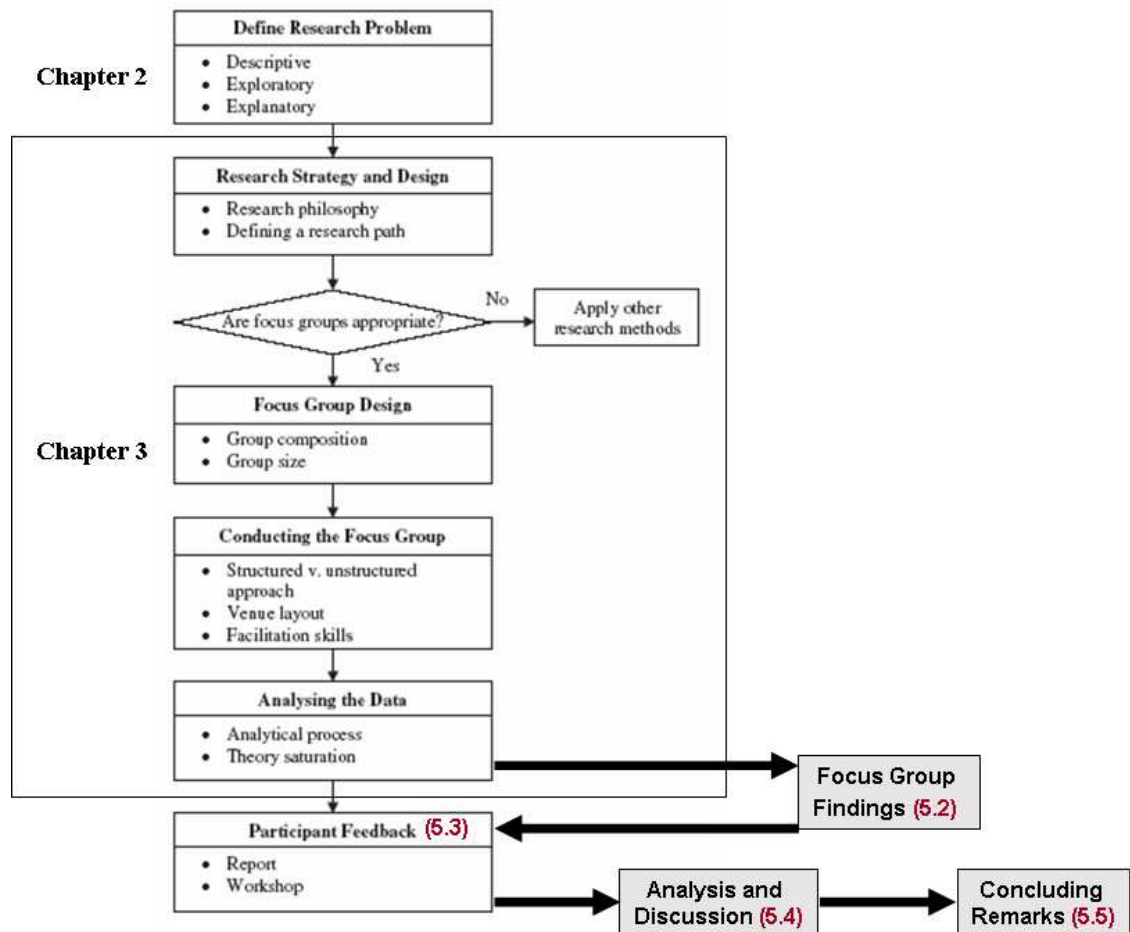 Define Research Problem
• Descriptive
• Exploratory
• Explanatory
Chapter 2
Research Strategy and Design
• Research philosophy
• Defining a research path
Are focus groups appropriate?
No
Apply other
research methods
Yes
Focus Group Design
• Group composition
• Group size
Chapter 3
Conducting the Focus Group
• Structured v. unstructured
approach
• Venue layout
• Facilitation skills
Analysing the Data
• Analytical process
• Theory saturation
Focus Group
Findings (5.2)
Participant Feedback (5.3)
• Report
• Workshop
Analysis and
Discussion (5.4)
Concluding
Remarks (5.5)